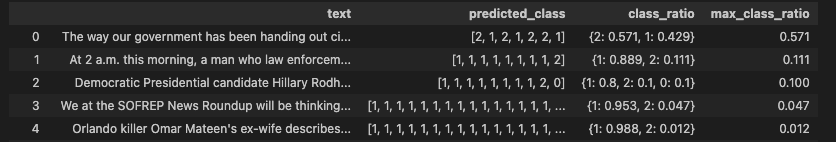 text predicted_class class_ratio max_class_ratio
0 The way our government has been handing out ci... [2, 1, 2, 1, 2, 2, 1] {2: 0.571, 1: 0.429} 0.571
1 At 2 a.m. this morning, a man who law enforcem... [1, 1, 1, 1, 1, 1, 1, 1, 2] {1: 0.889, 2: 0.111} 0.111
2 Democratic Presidential candidate Hillary Rodh... [1, 1, 1, 1, 1, 1, 1, 1, 2, 0] {1: 0.8, 2: 0.1, 0: 0.1} 0.100
3 We at the SOFREP News Roundup will be thinking... [1, 1, 1, 1, 1, 1, 1, 1, 1, 1, 1, 1, 1, 1, ... {1: 0.953, 2: 0.047} 0.047
4 Orlando killer Omar Mateen's ex-wife describes... [1, 1, 1, 1, 1, 1, 1, 1, 1, 1, 1, 1, 1, 1, ... {1: 0.988, 2: 0.012} 0.012